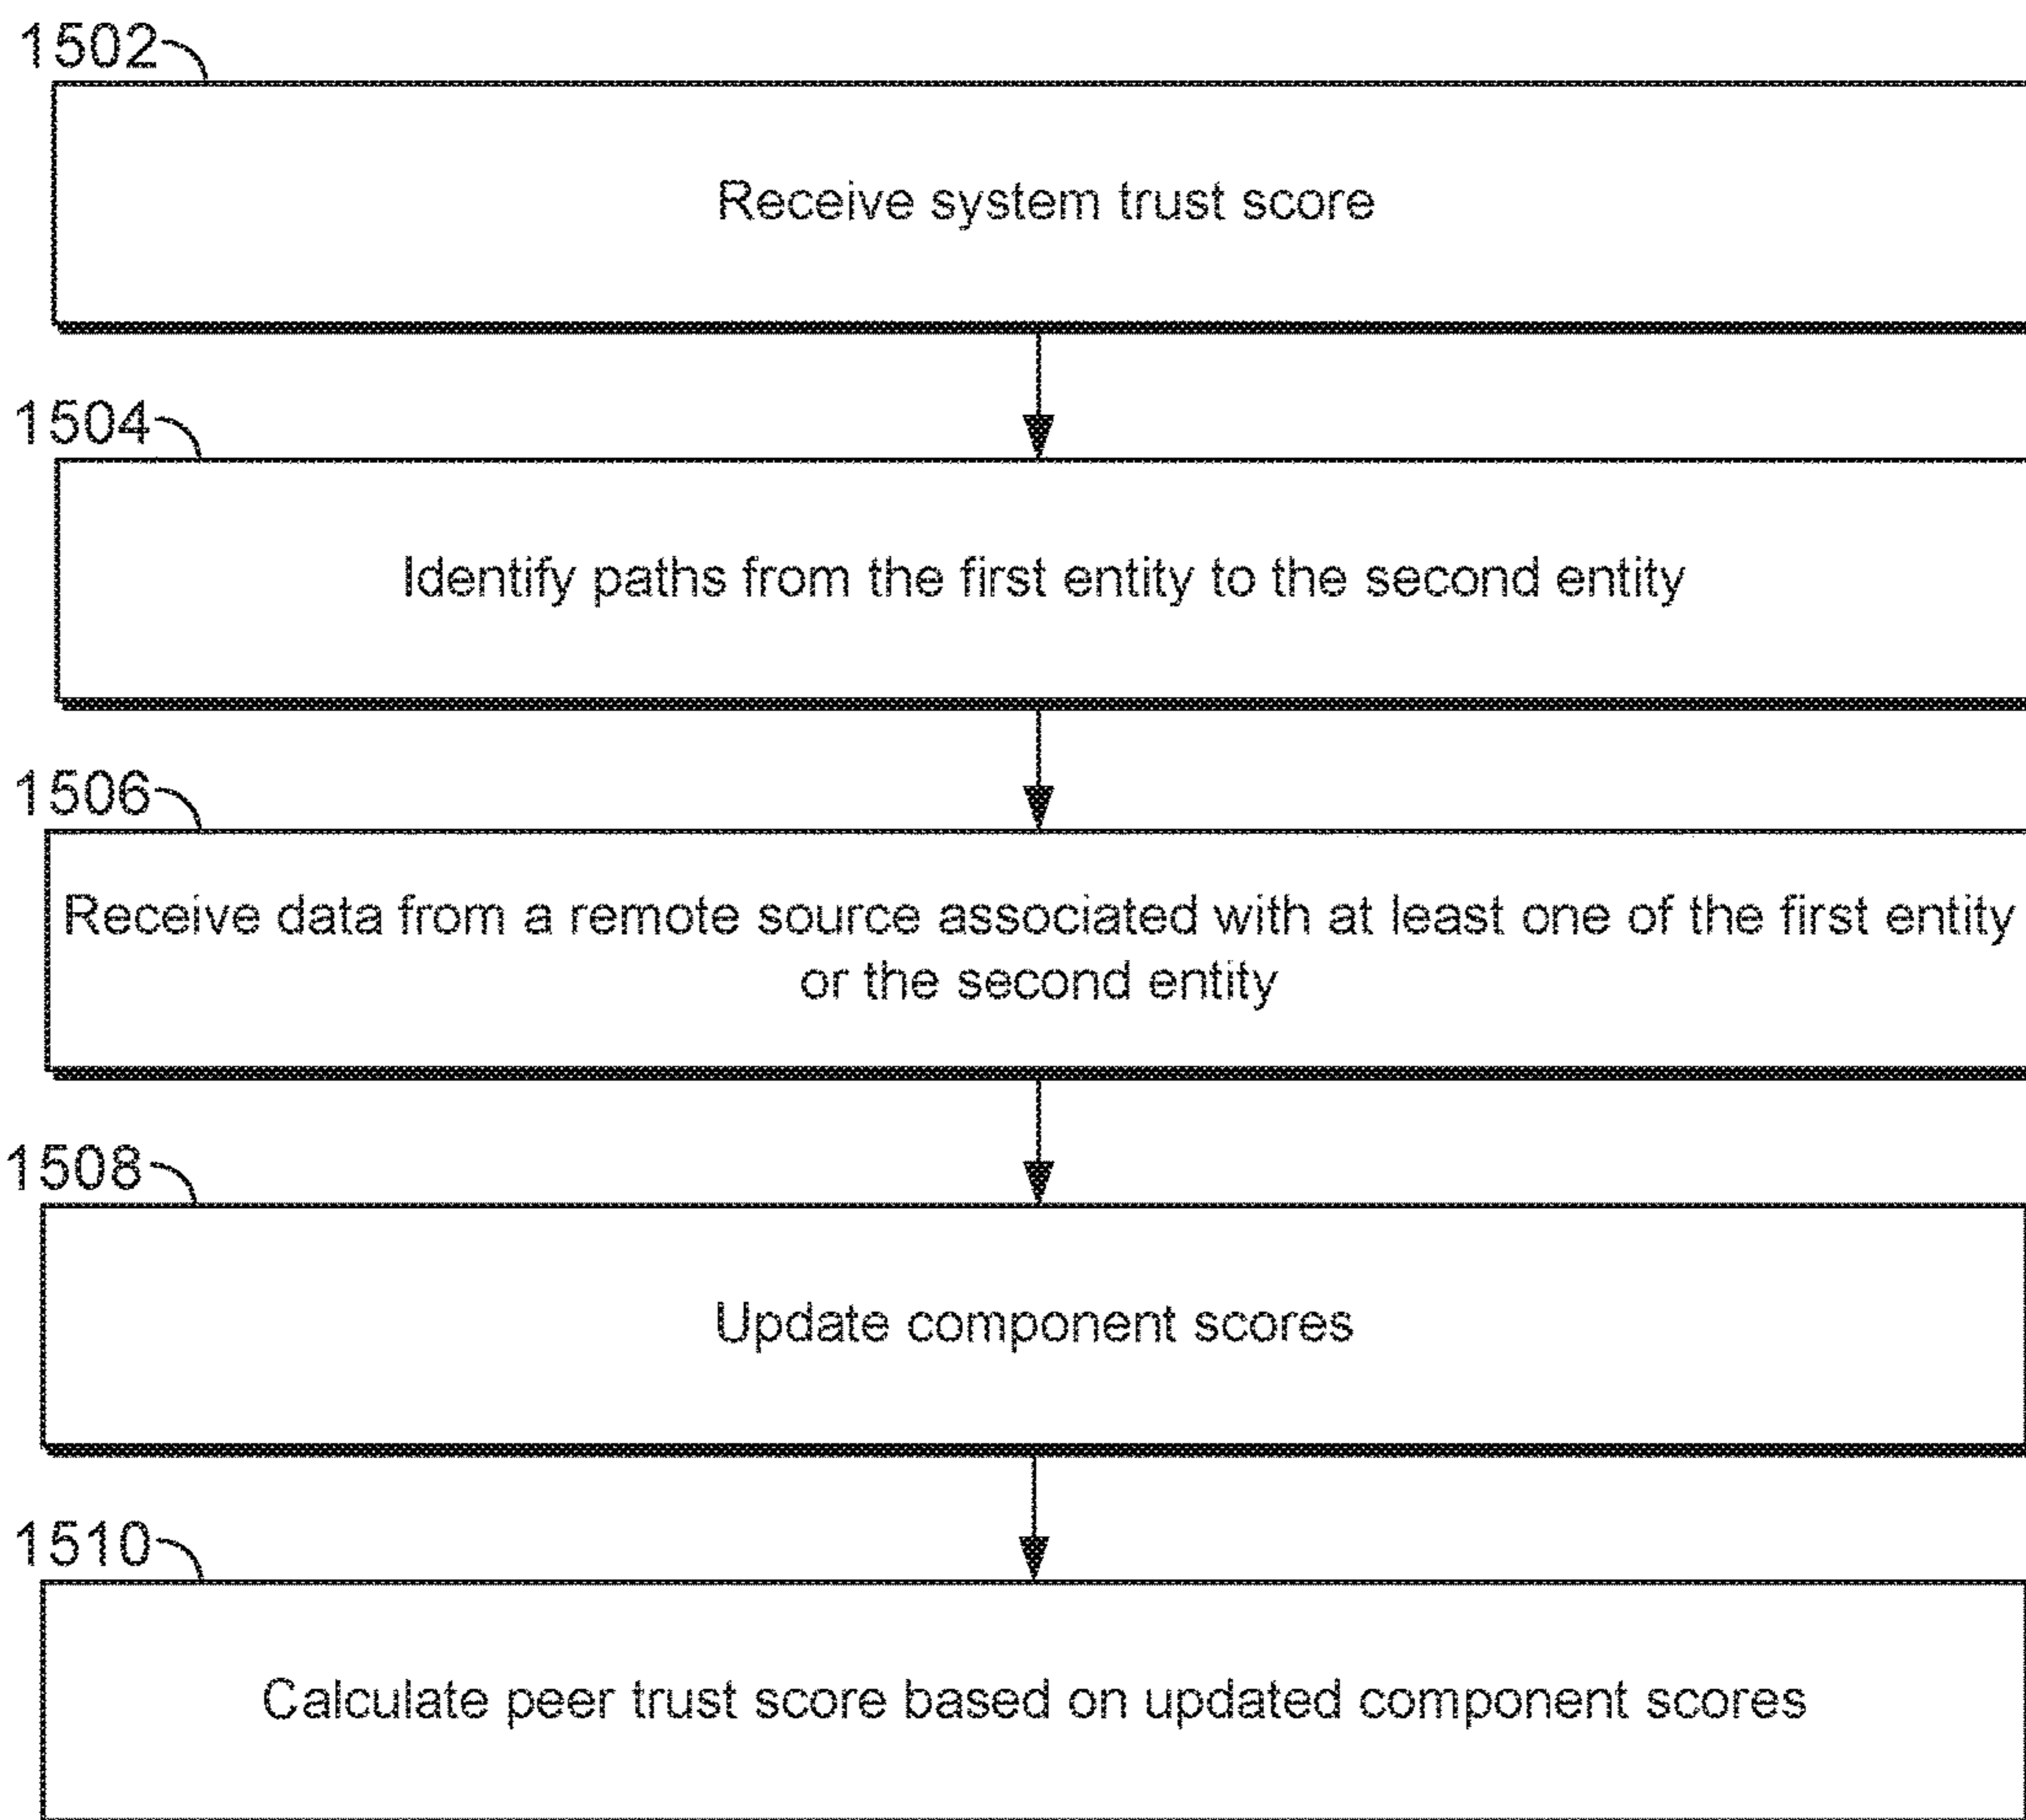 1502
Receive system trust score
1504
Identify paths from the first entity to the second entity
1506
Receive data from a remote source associated with at least one of the first entity
or the second entity
1508
Update component scores
1510
Calculate peer trust score based on updated component scores